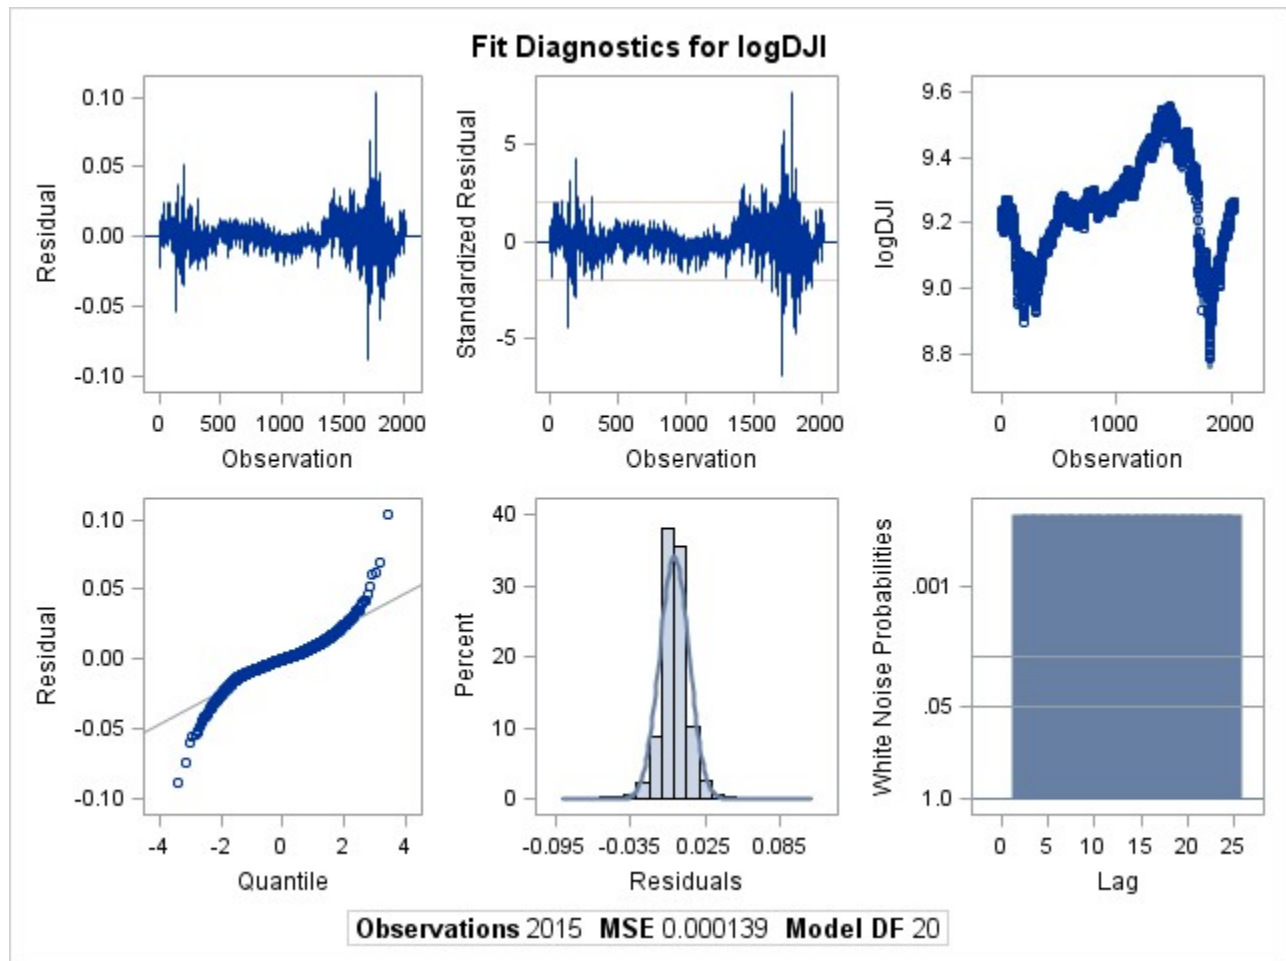 Fit Diagnostics for logDJI
0.10
0.05
0.00
-0.05
-0.10
Residual
0 500 1000 1500 2000
Observation
5
0
-5
Standardized Residual
0 500 1000 1500 2000
Observation
9.6
9.4
9.2
9.0
8.8
logDJI
0 1000 2000
Observation
0.10
0.05
0.00
-0.05
-0.10
Residual
-4 -2 0 2 4
Quantile
40
30
20
10
0
Percent
-0.095 -0.035 0.025 0.085
Residuals
.001
.05
1.0
White Noise Probabilities
0 5 10 15 20 25
Lag
Observations 2015 MSE 0.000139 Model DF 20